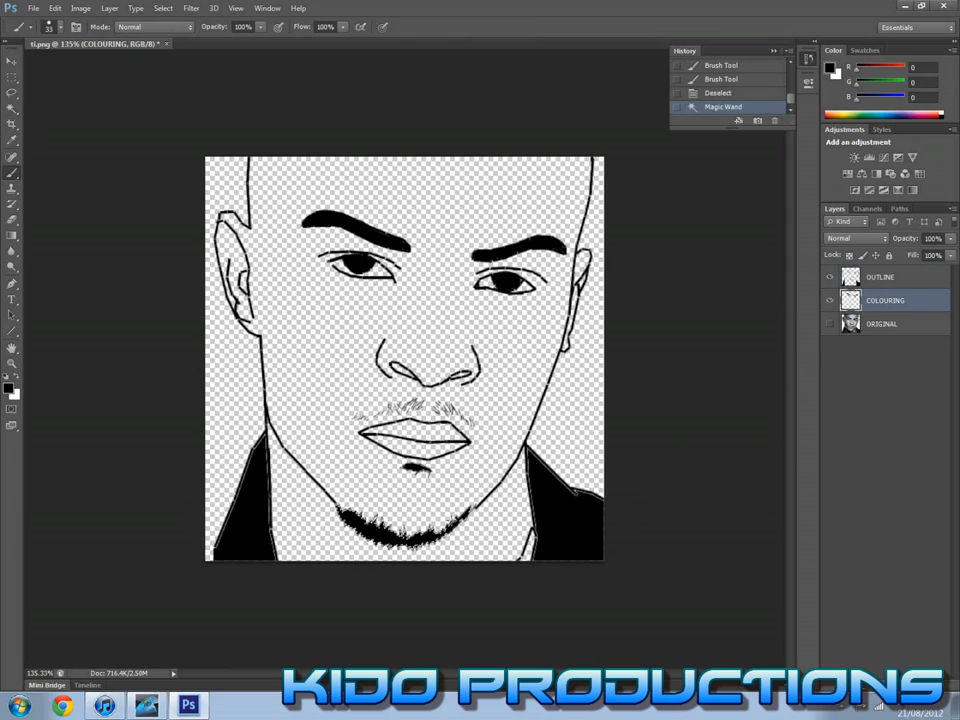 Ps File Edit Image Layer Type Select Filter 3D View Window Help
33 Mode: Normal Opacity: 100% Flow: 100% Essentials
ti.png @ 135% (COLOURING, RGB/8) * ×
History
Brush Tool
Brush Tool
Deselect
Magic Wand
Color Swatches
R 0
G 0
B 0
Adjustments Styles
Add an adjustment
Layers Channels Paths
Kind
Normal Opacity: 100%
Lock: Fill: 100%
OUTLINE
COLOURING
ORIGINAL
135.33% Doc: 716.4K/2.50M
Mini Bridge Timeline
KIDO PRODUCTIONS
Ps
21/08/2012